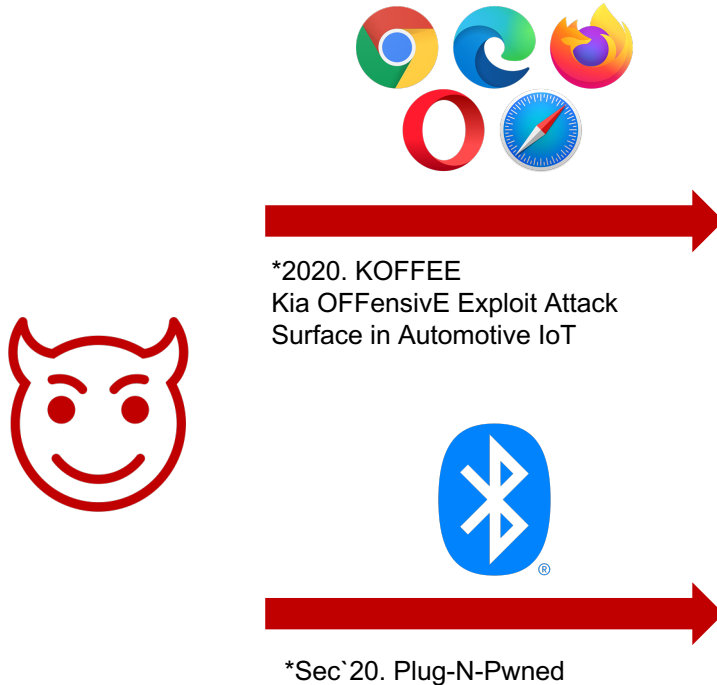 *2020. KOFFEE
Kia OFFensivE Exploit Attack
Surface in Automotive IoT
®
*Sec`20. Plug-N-Pwned